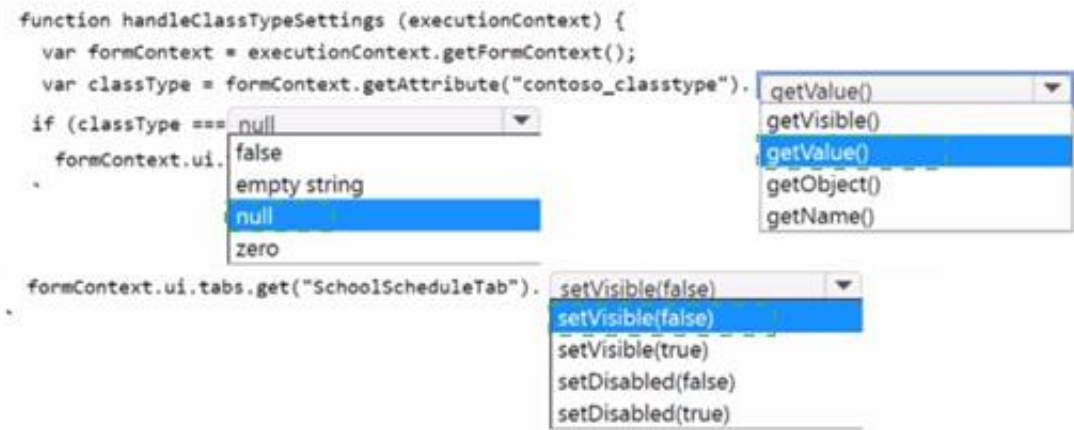 function handleClassTypeSettings (executionContext) {
var formContext = executionContext.getFormContext();
var classType = formContext.getAttribute("contoso_classtype"). getValue()
getVisible()
getValue()
getObject()
getName()
if (classType === null
false
empty string
null
zero
formContext.ui.
formContext.ui.tabs.get("SchoolScheduleTab"). setVisible(false)
setVisible(false)
setVisible(true)
setDisabled(false)
setDisabled(true)